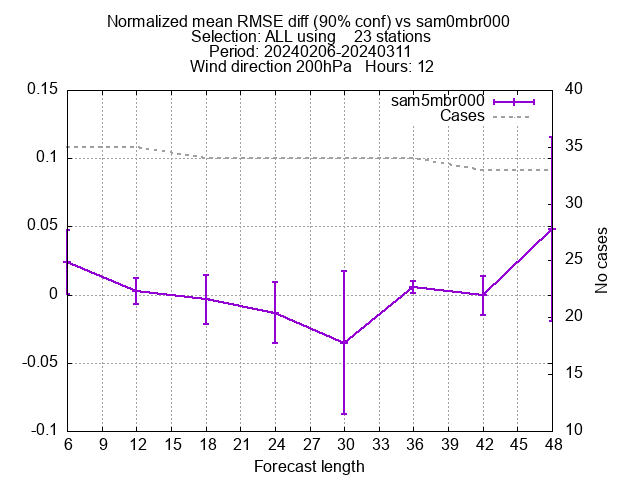 Normalized mean RMSE diff (90% conf) vs sam0mbr000
Selection: ALL using    23 stations
Period: 20240206-20240311
Wind direction 200hPa   Hours: 12
sam5mbr000
Cases
0.15
0.1
0.05
0
-0.05
-0.1
40
35
30
25
20
15
10
No cases
6 9 12 15 18 21 24 27 30 33 36 39 42 45 48
Forecast length